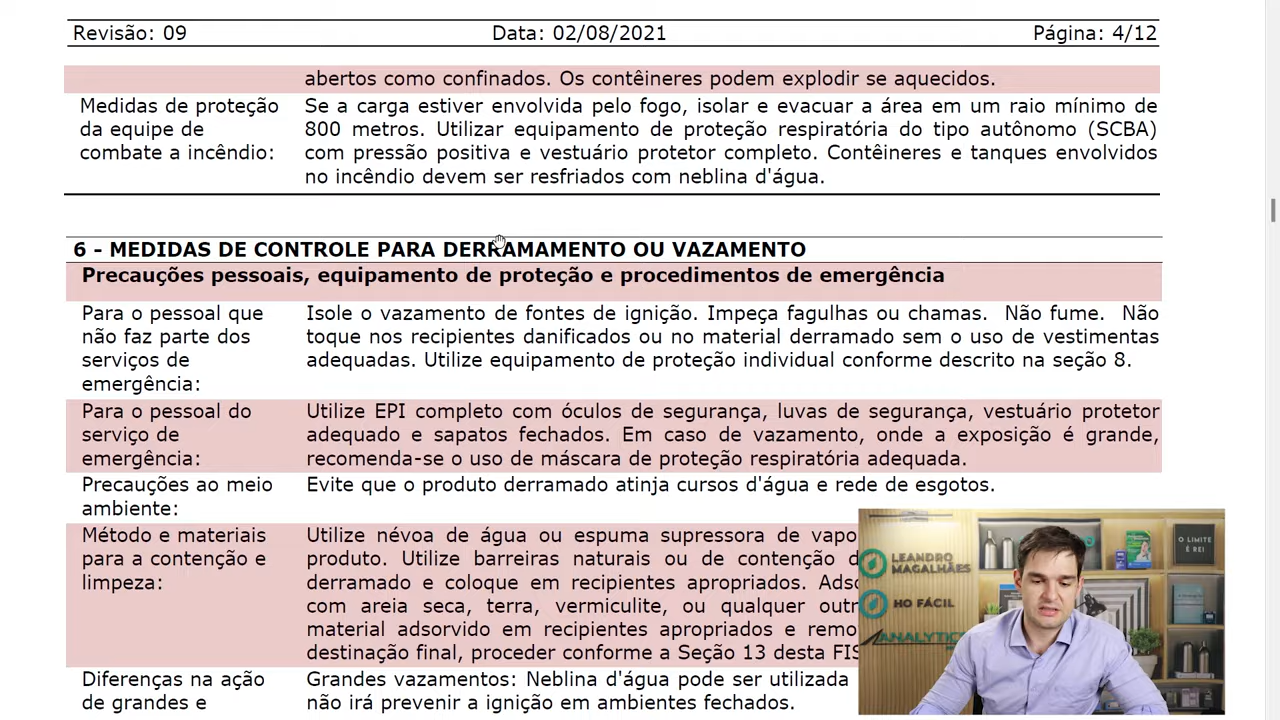 Revisão: 09 Data: 02/08/2021 Página: 4/12
abertos como confinados. Os contêineres podem explodir se aquecidos.
Medidas de proteção da equipe de combate a incêndio:
Se a carga estiver envolvida pelo fogo, isolar e evacuar a área em um raio mínimo de
800 metros. Utilizar equipamento de proteção respiratória do tipo autônomo (SCBA)
com pressão positiva e vestuário protetor completo. Contêineres e tanques envolvidos
no incêndio devem ser resfriados com neblina d'água.
6 - MEDIDAS DE CONTROLE PARA DERRAMAMENTO OU VAZAMENTO
Precauções pessoais, equipamento de proteção e procedimentos de emergência
Para o pessoal que
não faz parte dos
serviços de
emergência:
Isole o vazamento de fontes de ignição. Impeça fagulhas ou chamas. Não fume. Não
toque nos recipientes danificados ou no material derramado sem o uso de vestimentas
adequadas. Utilize equipamento de proteção individual conforme descrito na seção 8.
Para o pessoal do
serviço de
emergência:
Utilize EPI completo com óculos de segurança, luvas de segurança, vestuário protetor
adequado e sapatos fechados. Em caso de vazamento, onde a exposição é grande,
recomenda-se o uso de máscara de proteção respiratória adequada.
Precauções ao meio
ambiente:
Evite que o produto derramado atinja cursos d'água e rede de esgotos.
Método e materiais
para a contenção e
limpeza:
Utilize névoa de água ou espuma supressora de vapo
produto. Utilize barreiras naturais ou de contenção d
derramado e coloque em recipientes apropriados. Adso
com areia seca, terra, vermiculite, ou qualquer outr
material adsorvido em recipientes apropriados e remo
destinação final, proceder conforme a Seção 13 desta FIS
Diferenças na ação
de grandes e
Grandes vazamentos: Neblina d'água pode ser utilizada
não irá prevenir a ignição em ambientes fechados.
LEANDRO
MAGALHÃES
HO FÁCIL
ANALYTICS
O LIMITE
É REI